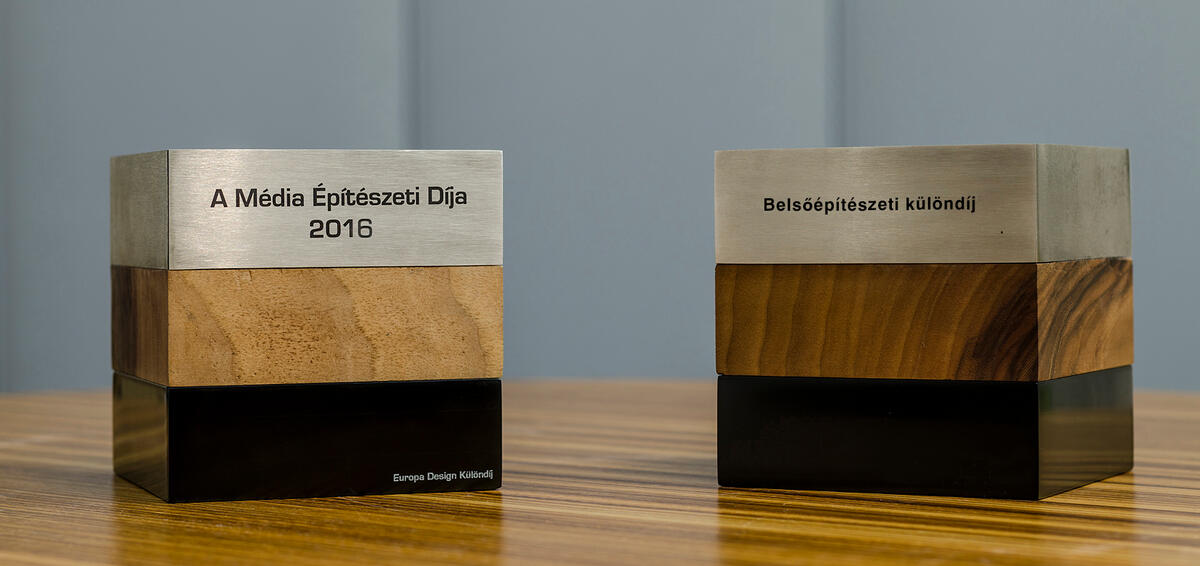 A Média Építészeti Díja
2016
Europa Design Különdíj
Belsőépítészeti különdíj